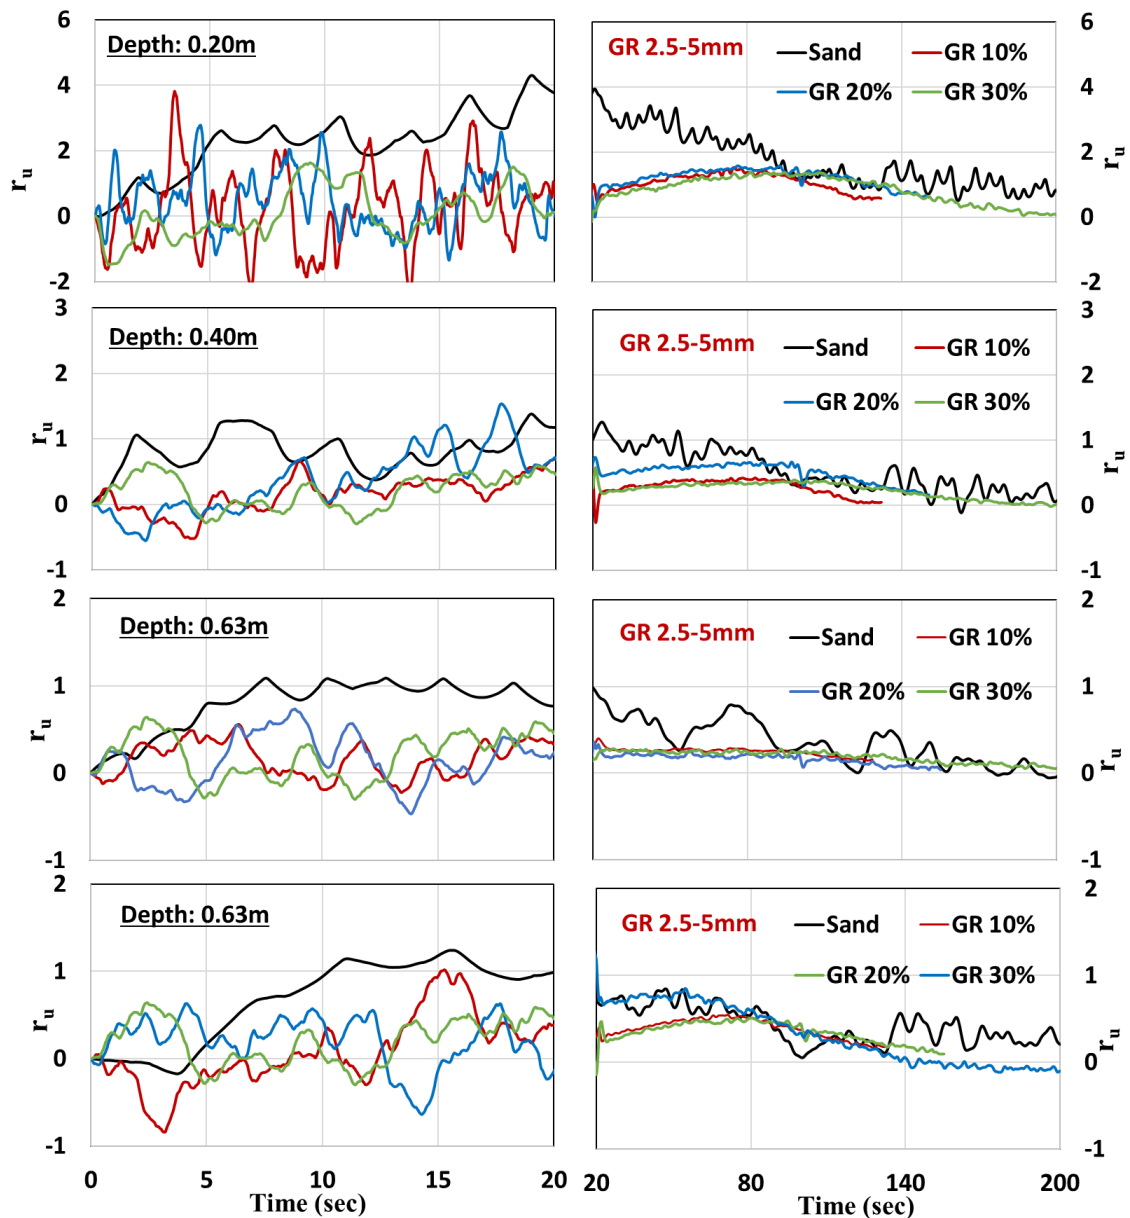 6
4
2
0
-2
r_u
Depth: 0.20m
GR 2.5-5mm
Sand
GR 10%
GR 20%
GR 30%
6
4
2
0
-2
r_u
3
2
1
0
-1
r_u
Depth: 0.40m
GR 2.5-5mm
Sand
GR 10%
GR 20%
GR 30%
3
2
1
0
-1
r_u
2
1
0
-1
r_u
Depth: 0.63m
GR 2.5-5mm
Sand
GR 10%
GR 20%
GR 30%
2
1
0
-1
r_u
2
1
0
-1
r_u
Depth: 0.63m
0 5 10 15 20
Time (sec)
GR 2.5-5mm
Sand
GR 10%
GR 20%
GR 30%
2
1
0
-1
r_u
20 80 140 200
Time (sec)